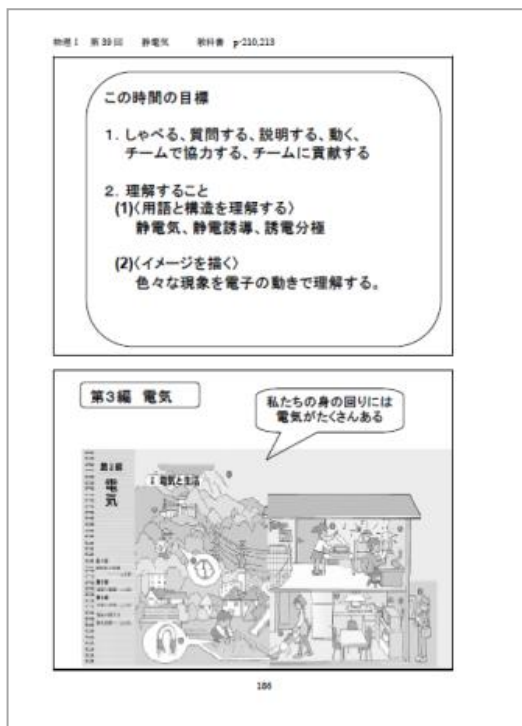 物理Ⅰ 第39回 静電気 教科書 p-210,213
この時間の目標
1. しゃべる、質問する、説明する、動く、
チームで協力する、チームに貢献する
2. 理解すること
(1)〈用語と構造を理解する〉
静電気、静電誘導、誘電分極
(2)〈イメージを描く〉
色々な現象を電子の動きで理解する。
第3編 電気
私たちの身の回りには
電気がたくさんある
電気
電気と生活
186